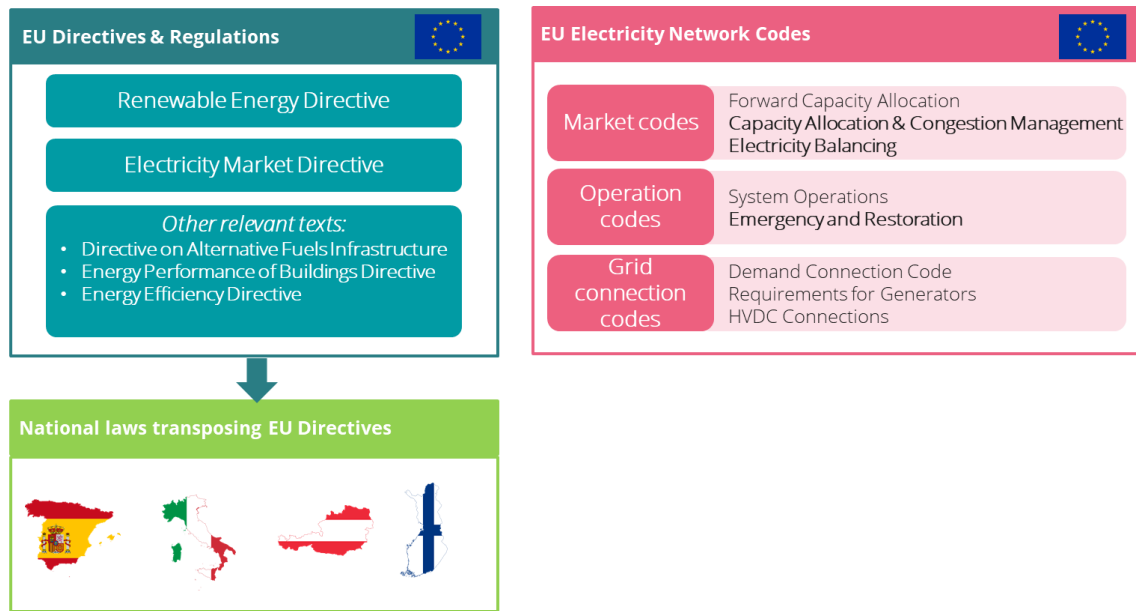 EU Directives & Regulations
Renewable Energy Directive
Electricity Market Directive
Other relevant texts:
• Directive on Alternative Fuels Infrastructure
• Energy Performance of Buildings Directive
• Energy Efficiency Directive
National laws transposing EU Directives
EU Electricity Network Codes
Market codes
Forward Capacity Allocation
Capacity Allocation & Congestion Management
Electricity Balancing
Operation
codes
System Operations
Emergency and Restoration
Grid
connection
codes
Demand Connection Code
Requirements for Generators
HVDC Connections